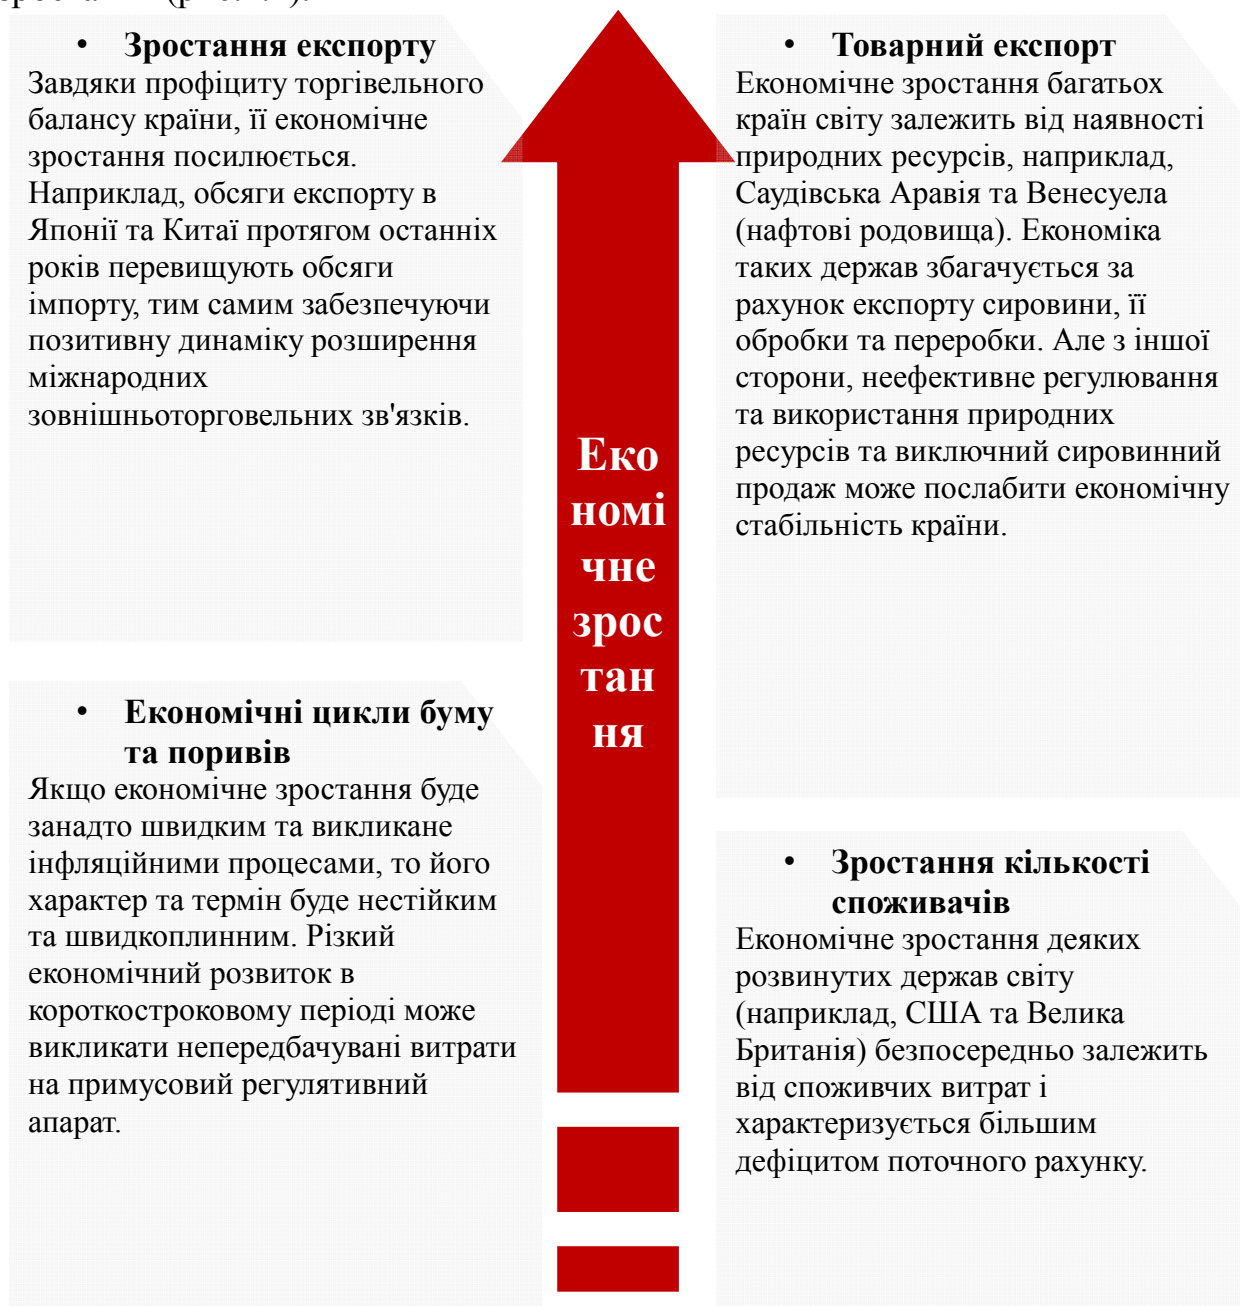 • Зростання експорту
Завдяки профіциту торгівельного
балансу країни, її економічне
зростання посилюється.
Наприклад, обсяги експорту в
Японії та Китаї протягом останніх
років перевищують обсяги
імпорту, тим самим забезпечуючи
позитивну динаміку розширення
міжнародних
зовнішньоторговельних зв'язків.
• Економічні цикли буму
та поривів
Якщо економічне зростання буде
занадто швидким та викликане
інфляційними процесами, то його
характер та термін буде нестійким
та швидкоплинним. Різкий
економічний розвиток в
короткостроковому періоді може
викликати непередбачувані витрати
на примусовий регулятивний
апарат.
Еко
номі
чне
зрос
тан
ня
• Товарний експорт
Економічне зростання багатьох
країн світу залежить від наявності
природних ресурсів, наприклад,
Саудівська Аравія та Венесуела
(нафтові родовища). Економіка
таких держав збагачується за
рахунок експорту сировини, її
обробки та переробки. Але з іншої
сторони, неефективне регулювання
та використання природних
ресурсів та виключний сировинний
продаж може послабити економічну
стабільність країни.
• Зростання кількості
споживачів
Економічне зростання деяких
розвинутих держав світу
(наприклад, США та Велика
Британія) безпосередньо залежить
від споживчих витрат і
характеризується більшим
дефіцитом поточного рахунку.